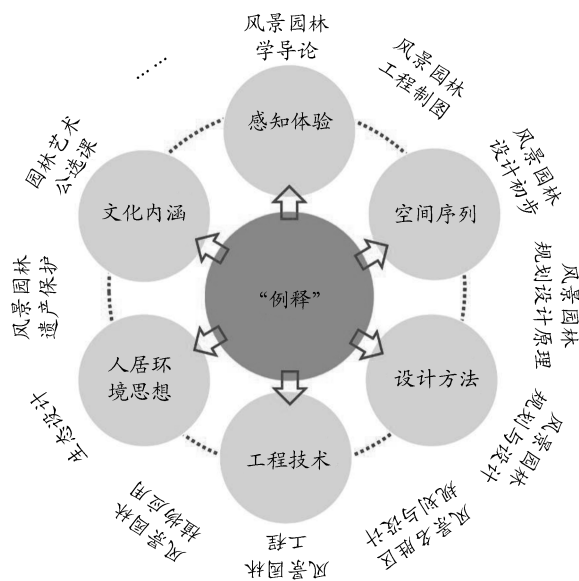 风景园林
学导论
风景园林
工程制图
风景园林
设计初步
风景园林
规划设计原理
风景园林
规划与设计
风景名胜区
规划与设计
风景园林
工程
风景园林
植物应用
生态设计
风景园林
遗产保护
园林艺术
公选课
……
感知体验
空间序列
设计方法
工程技术
人居环
境思想
文化内涵
“例释”